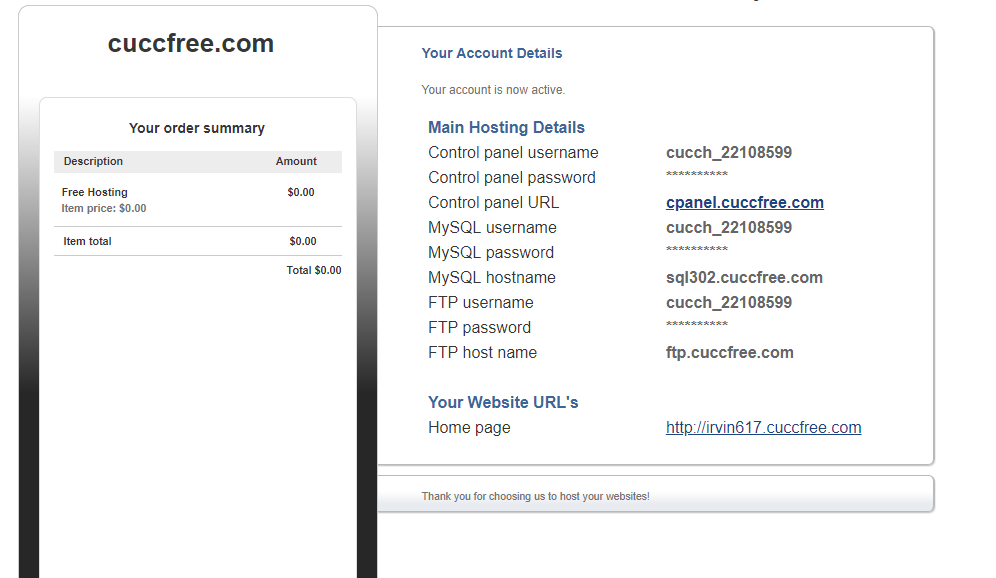 cuccfree.com
Your order summary
Description Amount
Free Hosting $0.00
Item price: $0.00
Item total $0.00
Total $0.00
Your Account Details
Your account is now active.
Main Hosting Details
Control panel username cucch_22108599
Control panel password **********
Control panel URL cpanel.cuccfree.com
MySQL username cucch_22108599
MySQL password **********
MySQL hostname sql302.cuccfree.com
FTP username cucch_22108599
FTP password **********
FTP host name ftp.cuccfree.com
Your Website URL's
Home page http://irvin617.cuccfree.com
Thank you for choosing us to host your websites!